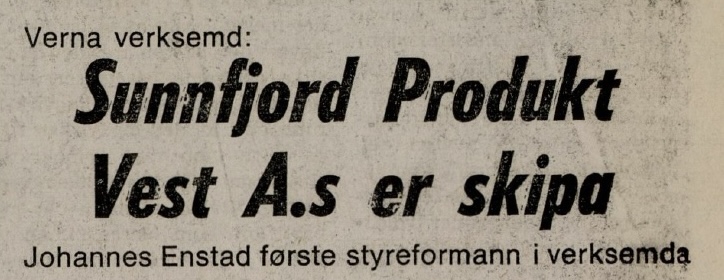 Verna verksemd:
Sunnfjord Produkt
Vest A.s er skipa
Johannes Enstad første styreformann i verksemda